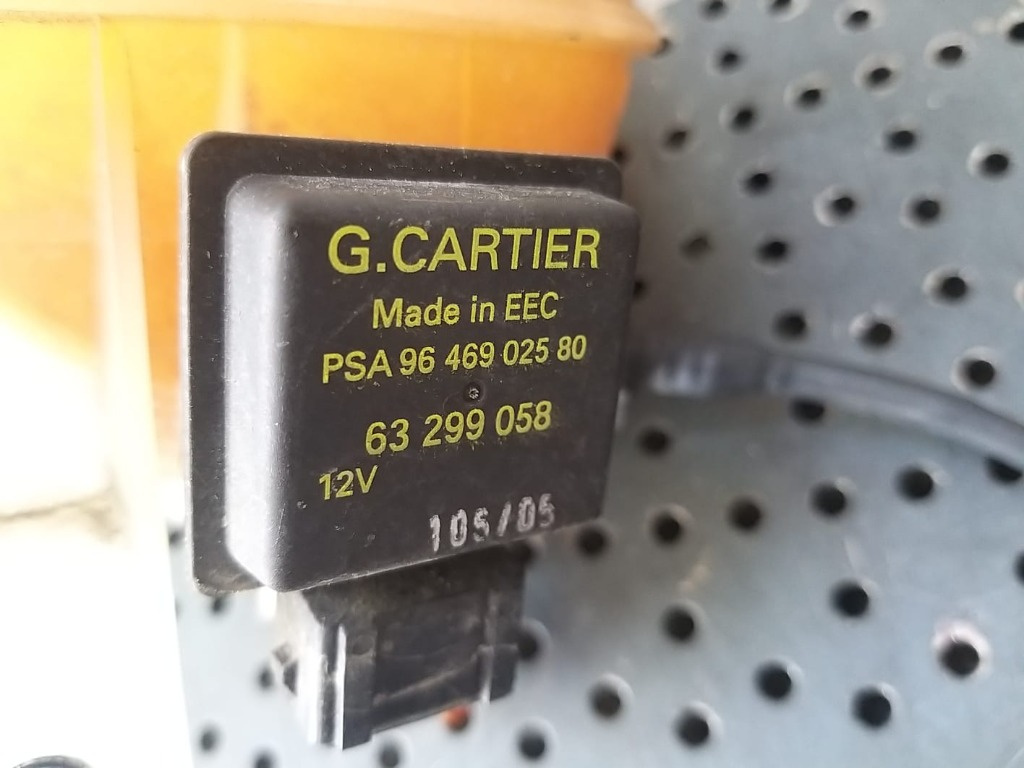 G.CARTIER
Made in EEC
PSA 96 469 025 80
63 299 058
12V
105/05